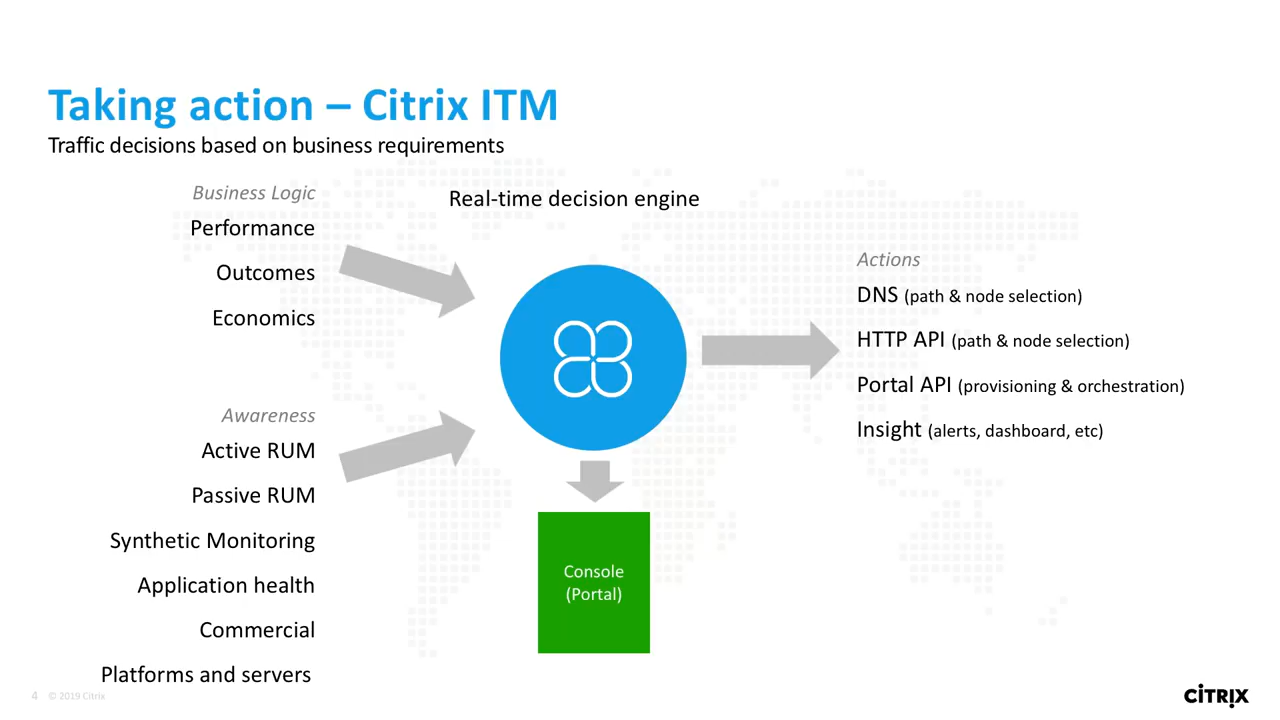 Taking action – Citrix ITM
Traffic decisions based on business requirements
Business Logic
Performance
Outcomes
Economics
Awareness
Active RUM
Passive RUM
Synthetic Monitoring
Application health
Commercial
Platforms and servers
Real-time decision engine
Console
(Portal)
Actions
DNS (path & node selection)
HTTP API (path & node selection)
Portal API (provisioning & orchestration)
Insight (alerts, dashboard, etc)
4 © 2019 Citrix
CITRIX